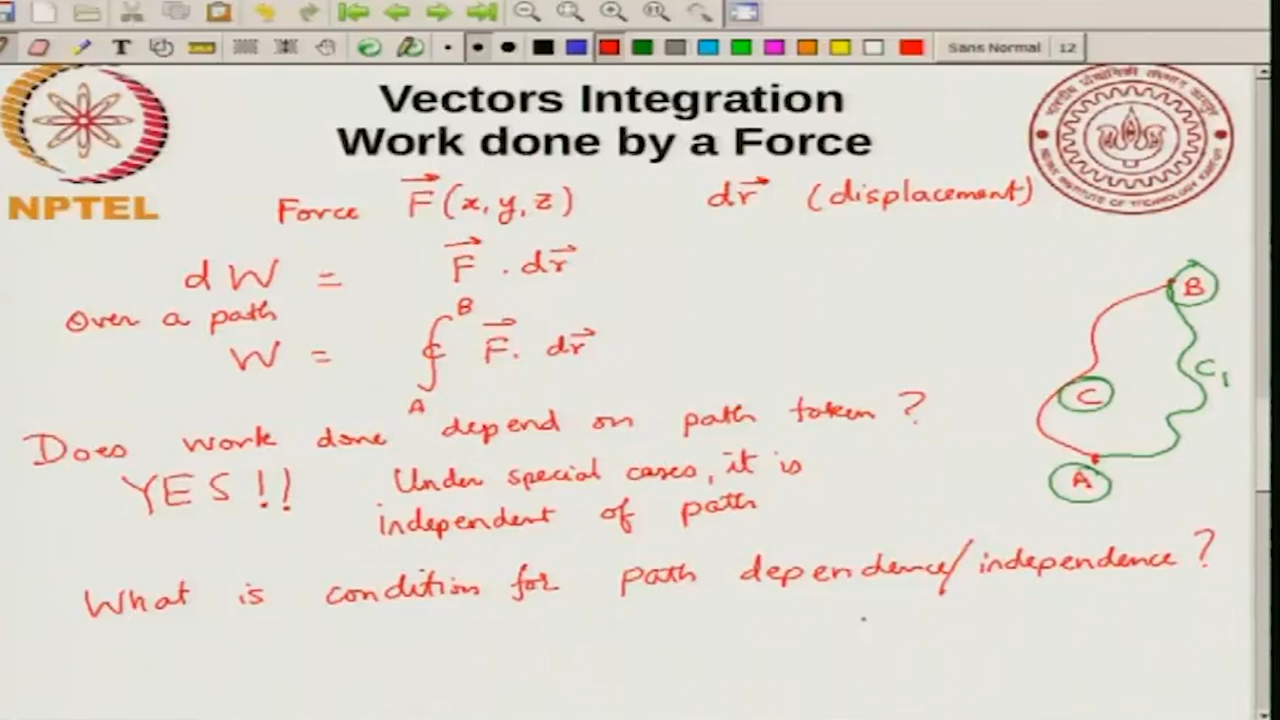 Sans Normal 12
Vectors Integration
Work done by a Force
NPTEL
Force F(x, y, z) dr (displacement)
dW = F . dr
Over a path
W = ∫ F . dr
B
C
A
Does work done depend on path taken ?
YES!! Under special cases, it is
independent of path
What is condition for path dependence/independence ?
B
C1
C
A